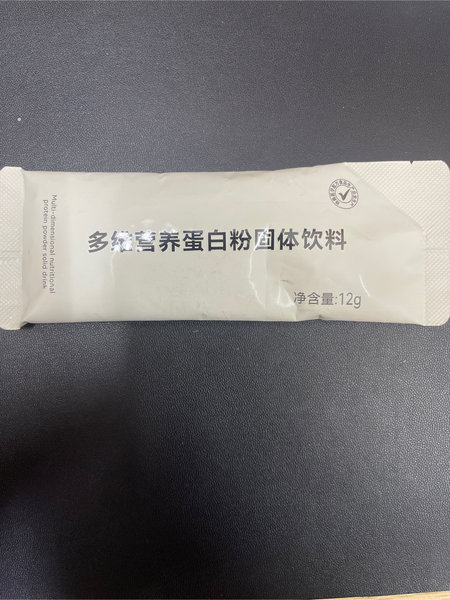 多维营养蛋白粉固体饮料
净含量:12g
Multi-dimensional nutritional
protein powder solid drink